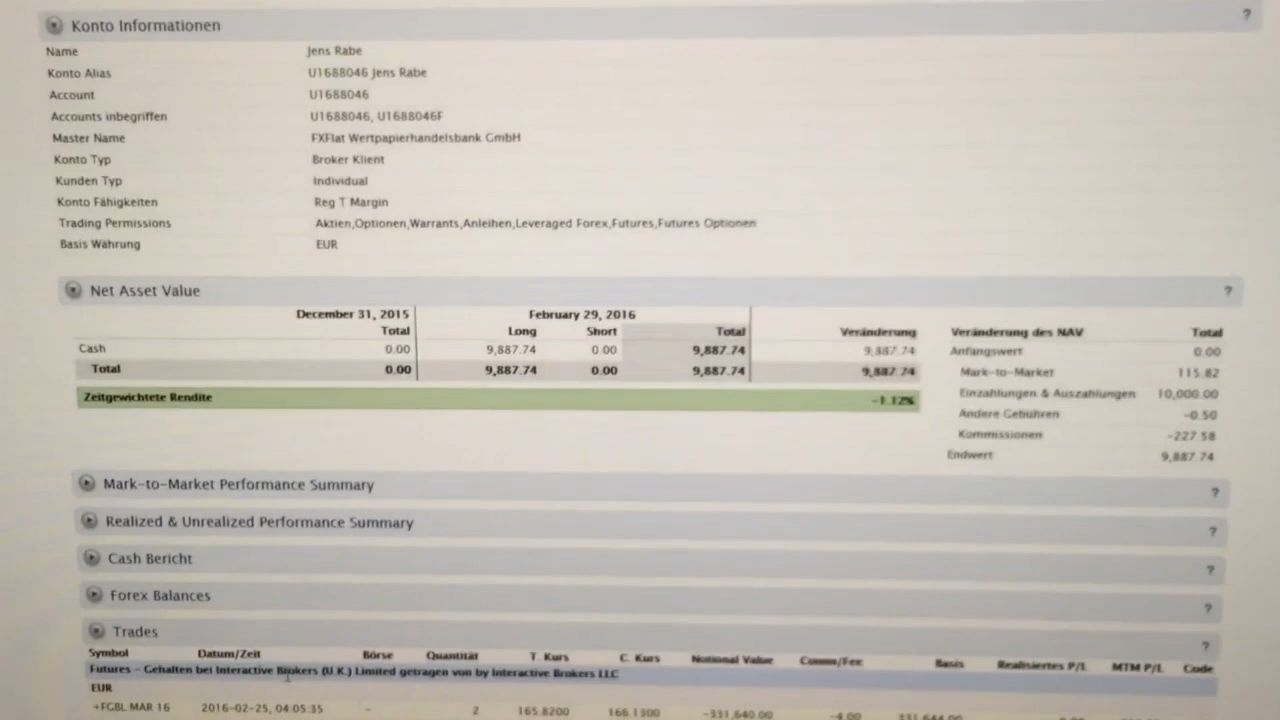 Konto Informationen ?
Name Jens Rabe
Konto Alias U1688046 Jens Rabe
Account U1688046
Accounts inbegriffen U1688046, U1688046F
Master Name FXFlat Wertpapierhandelsbank GmbH
Konto Typ Broker Klient
Kunden Typ Individual
Konto Fähigkeiten Reg T Margin
Trading Permissions Aktien,Optionen,Warrants,Anleihen,Leveraged Forex,Futures,Futures Optionen
Basis Währung EUR
Net Asset Value ?
December 31, 2015 February 29, 2016
Total Long Short Total Veränderung
Cash 0.00 9,887.74 0.00 9,887.74 9,887.74
Total 0.00 9,887.74 0.00 9,887.74 9,887.74
Zeitgewichtete Rendite -1.12%
Veränderung des NAV Total
Anfangswert 0.00
Mark-to-Market 115.82
Einzahlungen & Auszahlungen 10,000.00
Andere Gebühren -0.50
Kommissionen -227.58
Endwert 9,887.74
Mark-to-Market Performance Summary ?
Realized & Unrealized Performance Summary ?
Cash Bericht ?
Forex Balances ?
Trades ?
Symbol Datum/Zeit Börse Quantität T. Kurs C. Kurs Notional Value Comm/Fee Basis Realisiertes P/L MTM P/L Code
Futures - Gehalten bei Interactive Brokers (U.K.) Limited getragen von by Interactive Brokers LLC
EUR
+FGBL MAR 16 2016-02-25, 04:05:35 - 2 165.8200 166.1300 -331,640.00 -4.00 331,644.00